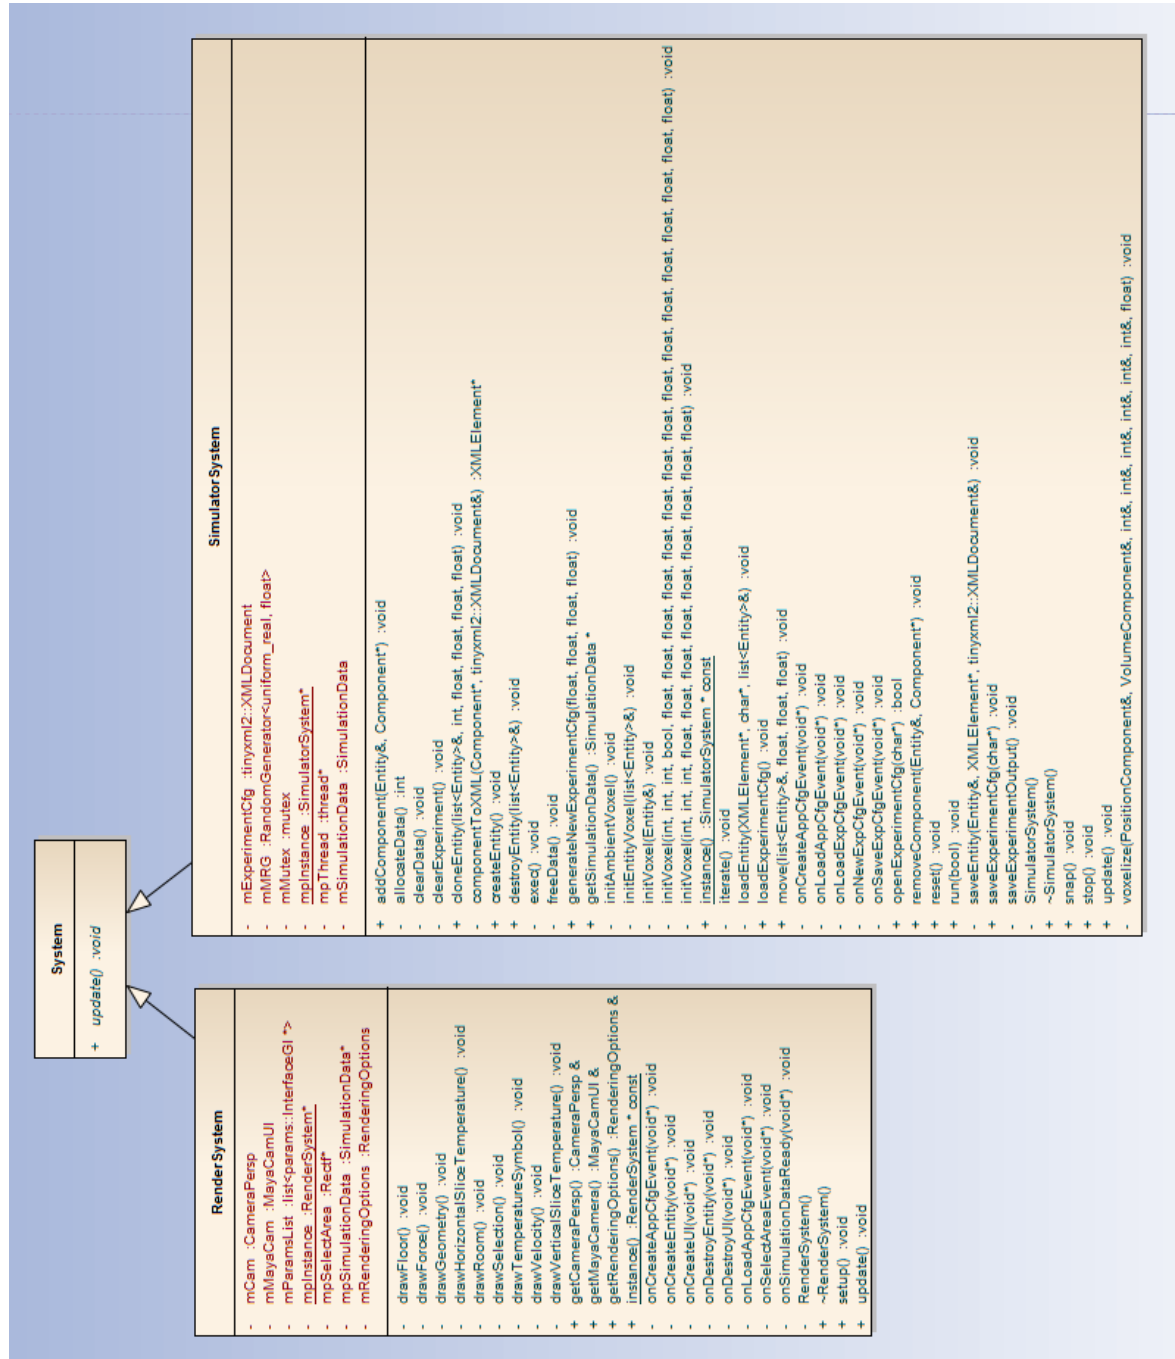 System
+ update() :void
RenderSystem
- mCam :CameraPersp
- mMayaCam :MayaCamUI
- mParamsList :list<params::InterfaceGl *>
- mpInstance :RenderSystem*
- mpSelectArea :Rectf*
- mpSimulationData :SimulationData*
- mRenderingOptions :RenderingOptions
- drawFloor() :void
- drawForce() :void
- drawGeometry() :void
- drawHorizontalSliceTemperature() :void
- drawRoom() :void
- drawSelection() :void
- drawTemperatureSymbol() :void
- drawVelocity() :void
- drawVerticalSliceTemperature() :void
+ getCameraPersp() :CameraPersp &
+ getMayaCamera() :MayaCamUI &
+ getRenderingOptions() :RenderingOptions &
+ instance() :RenderSystem * const
- onCreateAppCfgEvent(void*) :void
- onCreateEntity(void*) :void
- onCreateUI(void*) :void
- onDestroyEntity(void*) :void
- onDestroyUI(void*) :void
- onLoadAppCfgEvent(void*) :void
- onSelectAreaEvent(void*) :void
- onSimulationDataReady(void*) :void
- RenderSystem()
+ ~RenderSystem()
+ setup() :void
+ update() :void
SimulatorSystem
- mExperimentCfg :tinyxml2::XMLDocument
- mMRG :RandomGenerator<uniform_real, float>
- mMutex :mutex
- mpInstance :SimulatorSystem*
- mpThread :thread*
- mSimulationData :SimulationData
+ addComponent(Entity&, Component*) :void
- allocateData() :int
- clearData() :void
- clearExperiment() :void
+ cloneEntity(list<Entity>&, int, float, float, float) :void
- componentToXML(Component*, tinyxml2::XMLDocument&) :XMLElement*
+ createEntity() :void
+ destroyEntity(list<Entity>&) :void
- exec() :void
- freeData() :void
+ generateNewExperimentCfg(float, float, float) :void
+ getSimulationData() :SimulationData *
- initAmbientVoxel() :void
- initEntityVoxel(list<Entity>&) :void
- initVoxel(Entity&) :void
- initVoxel(int, int, int, bool, float, float, float, float, float, float, float, float, float, float) :void
- initVoxel(int, int, int, float, float, float, float, float) :void
+ instance() :SimulatorSystem * const
- iterate() :void
- loadEntity(XMLElement*, char*, list<Entity>&) :void
+ loadExperimentCfg() :void
+ move(list<Entity>&, float, float, float) :void
- onCreateAppCfgEvent(void*) :void
- onLoadAppCfgEvent(void*) :void
- onLoadExpCfgEvent(void*) :void
- onNewExpCfgEvent(void*) :void
- onSaveExpCfgEvent(void*) :void
+ openExperimentCfg(char*) :bool
+ removeComponent(Entity&, Component*) :void
+ reset() :void
+ run(bool) :void
- saveEntity(Entity&, XMLElement*, tinyxml2::XMLDocument&) :void
+ saveExperimentCfg(char*) :void
- saveExperimentOutput() :void
- SimulatorSystem()
+ ~SimulatorSystem()
+ snap() :void
+ stop() :void
+ update() :void
- voxelize(PositionComponent&, VolumeComponent&, int&, int&, int&, int&, int&, int&, float) :void